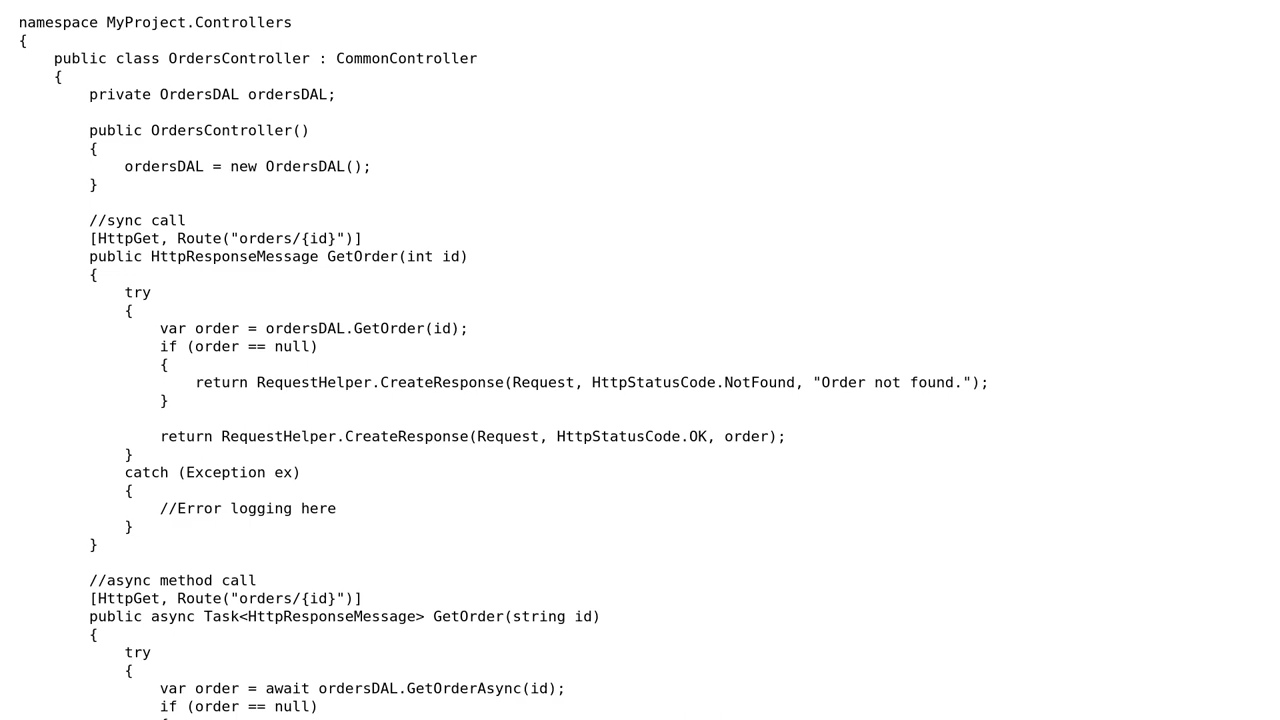 namespace MyProject.Controllers
{
    public class OrdersController : CommonController
    {
        private OrdersDAL ordersDAL;

        public OrdersController()
        {
            ordersDAL = new OrdersDAL();
        }

        //sync call
        [HttpGet, Route("orders/{id}")]
        public HttpResponseMessage GetOrder(int id)
        {
            try
            {
                var order = ordersDAL.GetOrder(id);
                if (order == null)
                {
                    return RequestHelper.CreateResponse(Request, HttpStatusCode.NotFound, "Order not found.");
                }

                return RequestHelper.CreateResponse(Request, HttpStatusCode.OK, order);
            }
            catch (Exception ex)
            {
                //Error logging here
            }
        }

        //async method call
        [HttpGet, Route("orders/{id}")]
        public async Task<HttpResponseMessage> GetOrder(string id)
        {
            try
            {
                var order = await ordersDAL.GetOrderAsync(id);
                if (order == null)
                {